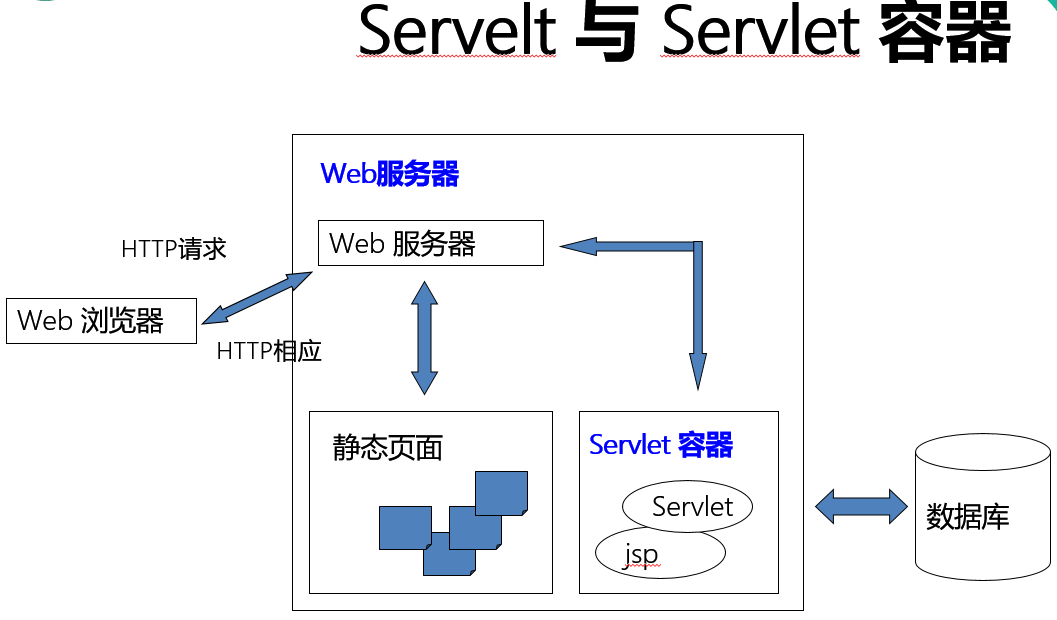 Servelt 与 Servlet 容器
Web服务器
Web 服务器
HTTP请求
Web 浏览器
HTTP相应
静态页面
Servlet 容器
Servlet
jsp
数据库